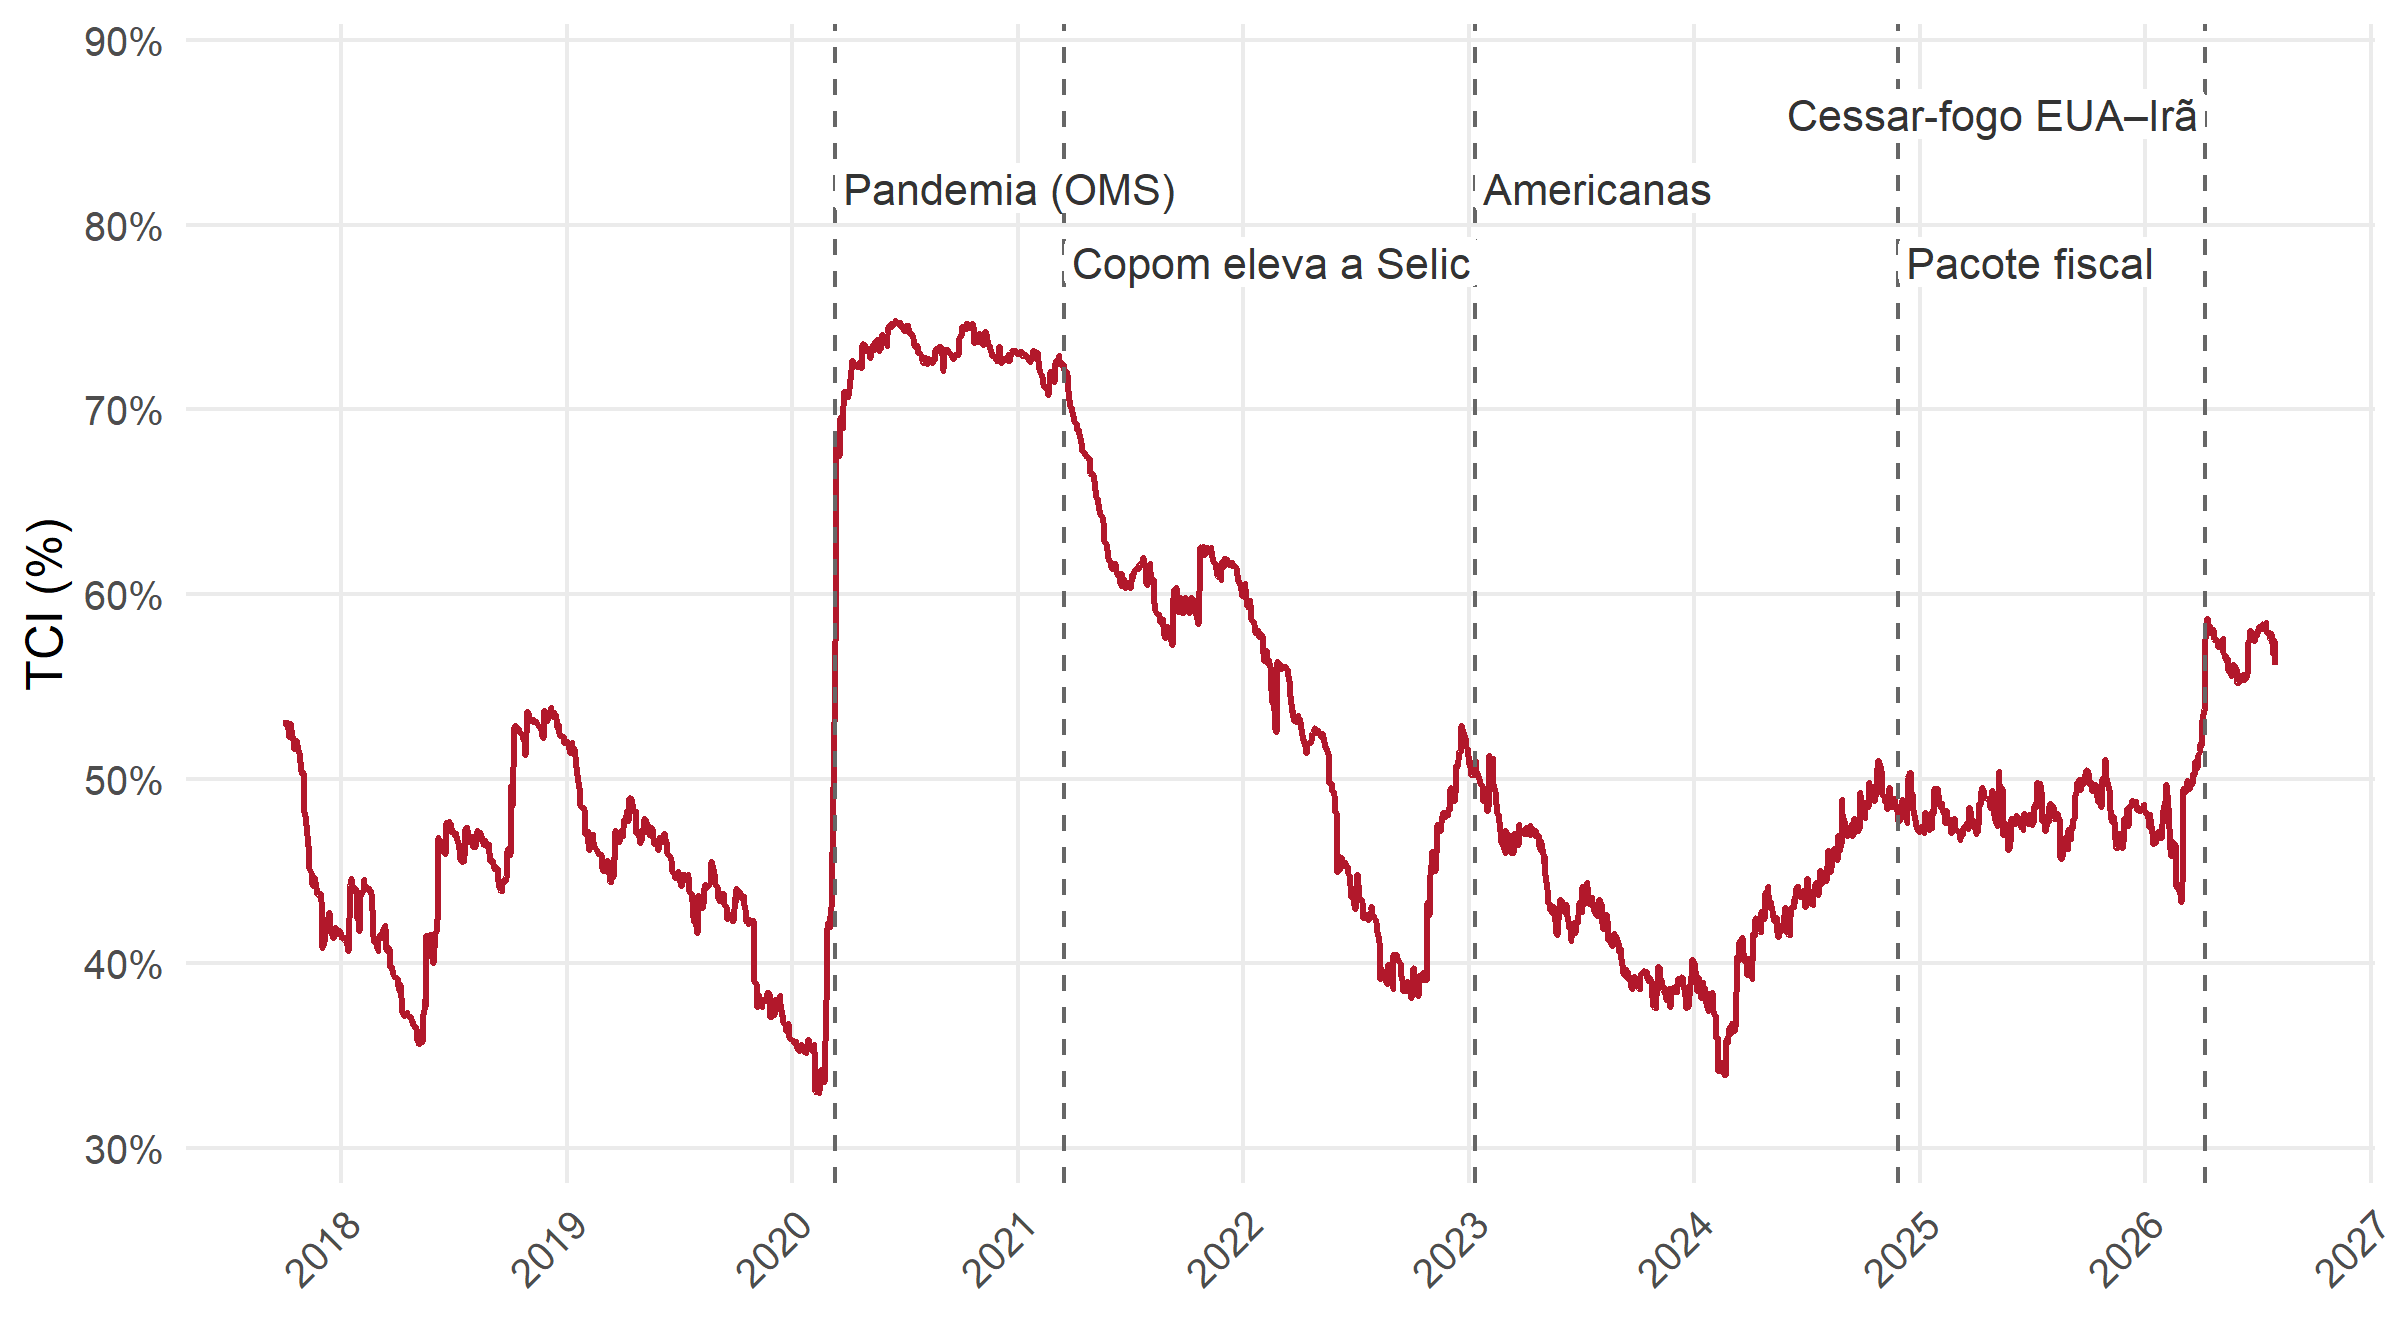 90%
Cessar-fogo EUA–Irã
Pandemia (OMS)
Americanas
80%
Copom eleva a Selic
Pacote fiscal
70%
60%
TCI (%)
50%
40%
30%
2018
2019
2020
2021
2022
2023
2024
2025
2026
2027